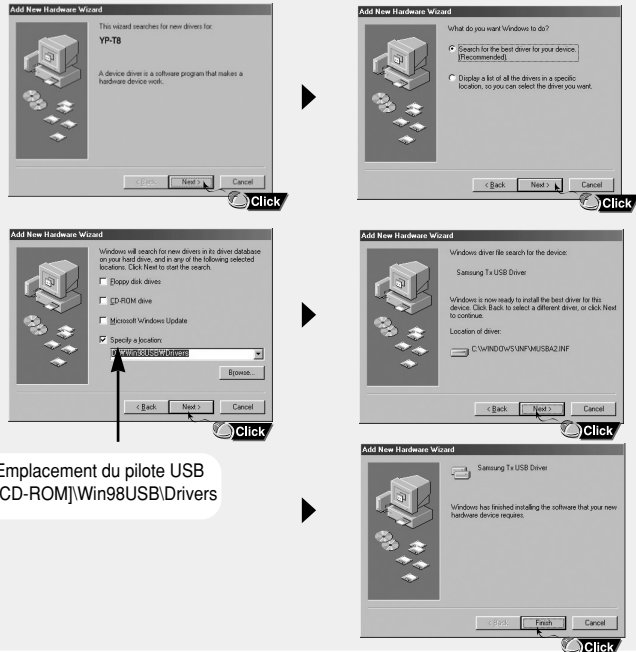 Add New Hardware Wizard
This wizard searches for new drivers for:
YP-T8
A device driver is a software program that makes a
hardware device work.
< Back
Next >
Cancel
Click
Add New Hardware Wizard
What do you want Windows to do?
Search for the best driver for your device.
(Recommended).
Display a list of all the drivers in a specific
location, so you can select the driver you want.
< Back
Next >
Cancel
Click
Add New Hardware Wizard
Windows will search for new drivers in its driver database
on your hard drive, and in any of the following selected
locations. Click Next to start the search.
Floppy disk drives
CD-ROM drive
Microsoft Windows Update
Specify a location:
Browse...
< Back
Next >
Cancel
Click
Emplacement du pilote USB
CD-ROM]\Win98USB\Drivers
Add New Hardware Wizard
Windows driver file search for the device:
Samsung Tx USB Driver
Windows is now ready to install the best driver for this
device. Click Back to select a different driver, or click Next
to continue.
Location of driver:
C:\WINDOWS\INF\MUSBA2.INF
< Back
Next >
Cancel
Click
Add New Hardware Wizard
Samsung Tx USB Driver
Windows has finished installing the software that your new
hardware device requires.
< Back
Finish
Cancel
Click